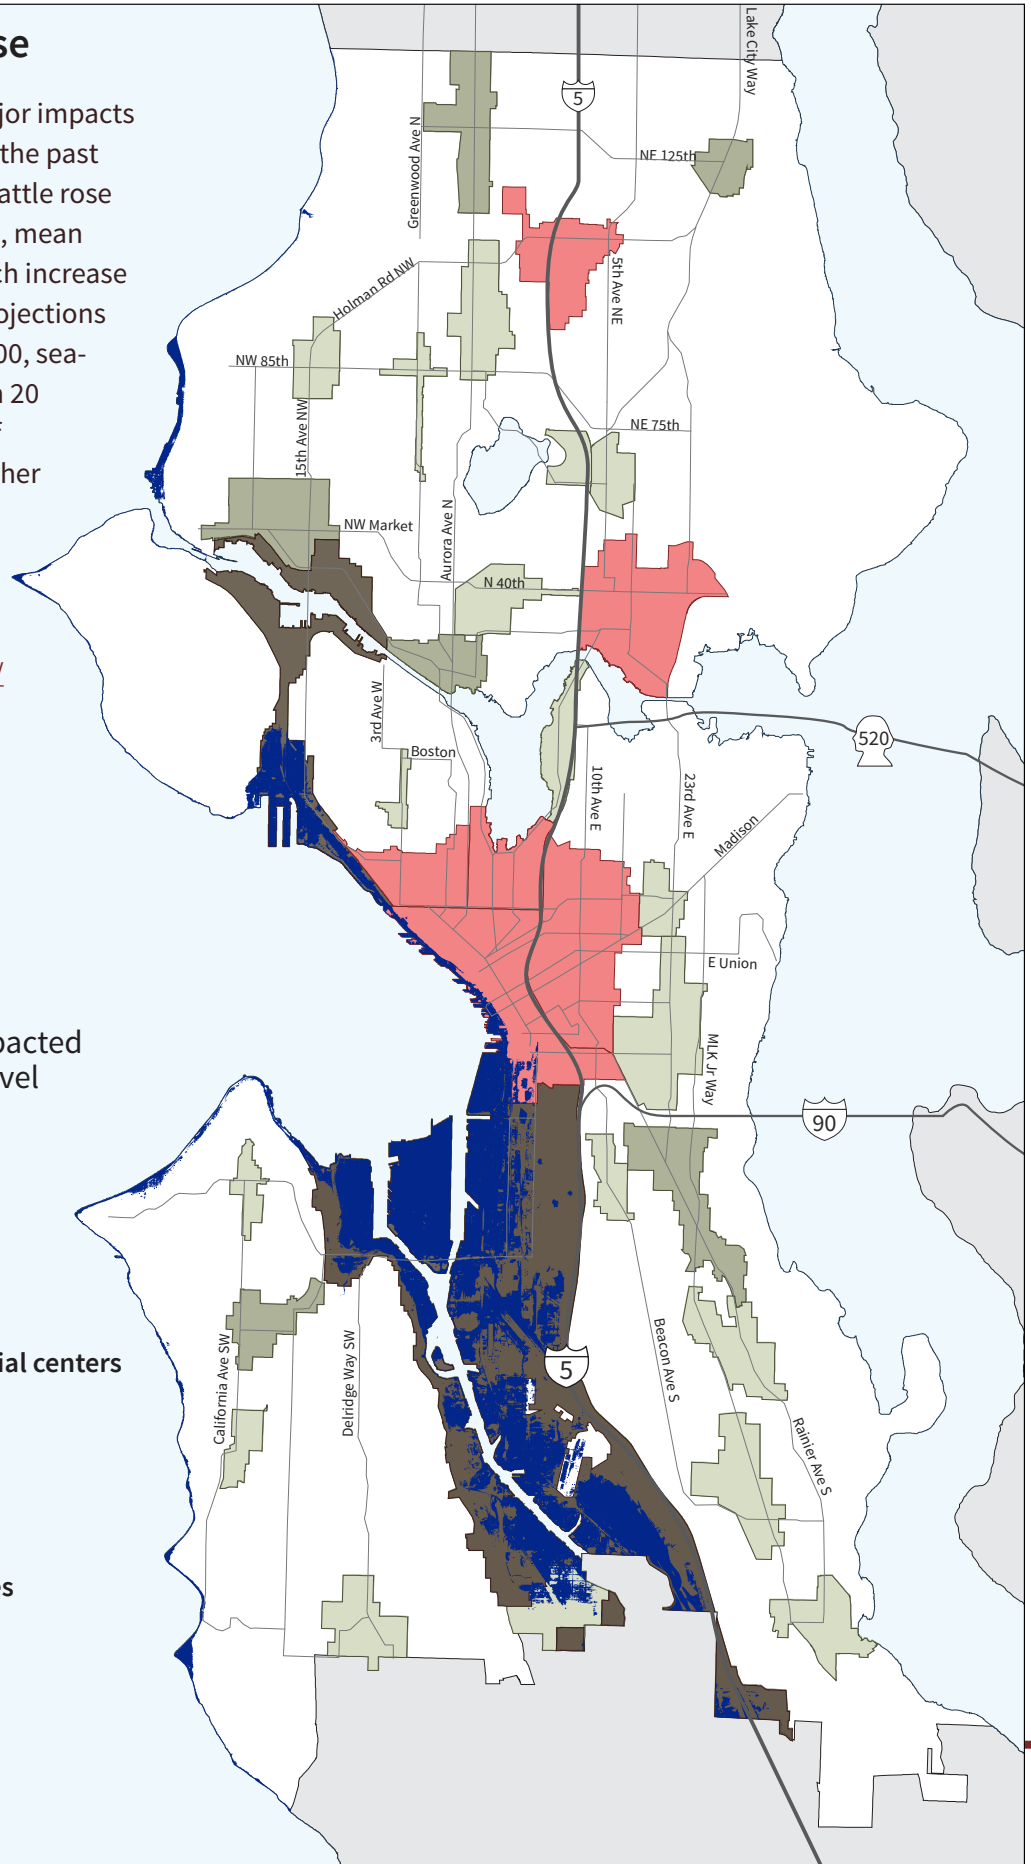 se
jor impacts
the past
attle rose
, mean
ch increase
ojections
00, sea-
n 20
her
pacted
vel
ial centers
es
Lake City Way
5
Greenwood Ave N
NE 125th
Holman Rd NW
5th Ave NE
NW 85th
15th Ave NW
NE 75th
Aurora Ave N
NW Market
N 40th
3rd Ave W
Boston
520
10th Ave E
23rd Ave E
Madison
E Union
MLK Jr Way
90
5
Beacon Ave S
California Ave SW
Delridge Way SW
Rainier Ave S